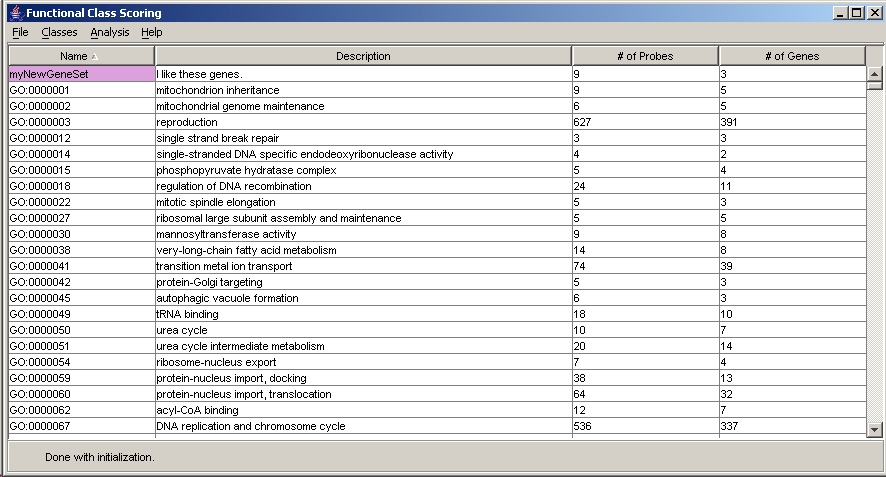 Functional Class Scoring
File Classes Analysis Help
Name Description # of Probes # of Genes
myNewGeneSet I like these genes. 9 3
GO:0000001 mitochondrion inheritance 9 5
GO:0000002 mitochondrial genome maintenance 6 5
GO:0000003 reproduction 627 391
GO:0000012 single strand break repair 3 3
GO:0000014 single-stranded DNA specific endodeoxyribonuclease activity 4 2
GO:0000015 phosphopyruvate hydratase complex 5 4
GO:0000018 regulation of DNA recombination 24 11
GO:0000022 mitotic spindle elongation 5 3
GO:0000027 ribosomal large subunit assembly and maintenance 5 5
GO:0000030 mannosyltransferase activity 9 8
GO:0000038 very-long-chain fatty acid metabolism 14 8
GO:0000041 transition metal ion transport 74 39
GO:0000042 protein-Golgi targeting 5 3
GO:0000045 autophagic vacuole formation 6 3
GO:0000049 tRNA binding 18 10
GO:0000050 urea cycle 10 7
GO:0000051 urea cycle intermediate metabolism 20 14
GO:0000054 ribosome-nucleus export 7 4
GO:0000059 protein-nucleus import, docking 38 13
GO:0000060 protein-nucleus import, translocation 64 32
GO:0000062 acyl-CoA binding 12 7
GO:0000067 DNA replication and chromosome cycle 536 337
Done with initialization.